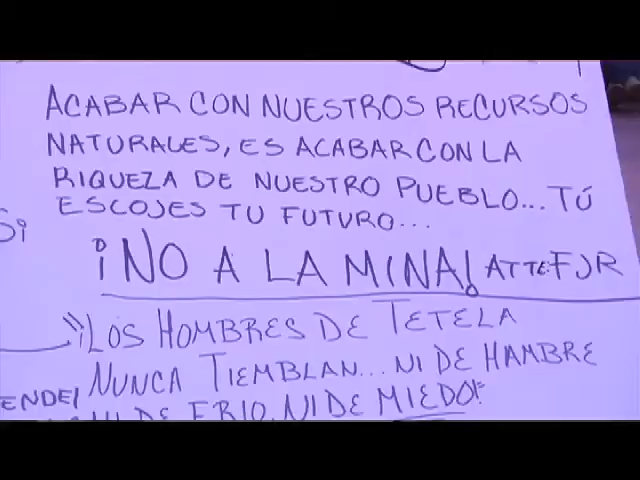 ACABAR CON NUESTROS RECURSOS
NATURALES, ES ACABAR CON LA
RIQUEZA DE NUESTRO PUEBLO... TÚ
ESCOJES TU FUTURO...
Si
¡NO A LA MINA! ATTE FJR
¡LOS HOMBRES DE TETELA
NUNCA TIEMBLAN... NI DE HAMBRE
NI DE FRIO, NI DE MIEDO!